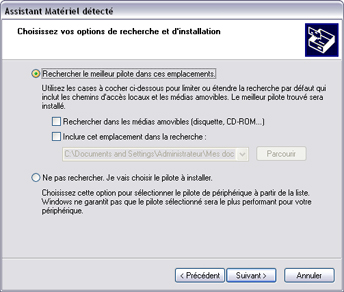 Assistant Matériel détecté
Choisissez vos options de recherche et d'installation
Rechercher le meilleur pilote dans ces emplacements.
Utilisez les cases à cocher ci-dessous pour limiter ou étendre la recherche par défaut qui
inclut les chemins d'accès locaux et les médias amovibles. Le meilleur pilote trouvé sera
installé.
Rechercher dans les médias amovibles (disquette, CD-ROM...)
Inclure cet emplacement dans la recherche :
C:\Documents and Settings\Administrateur\Mes doc
Parcourir
Ne pas rechercher. Je vais choisir le pilote à installer.
Choisissez cette option pour sélectionner le pilote de périphérique à partir de la liste.
Windows ne garantit pas que le pilote sélectionné sera le plus performant pour votre
périphérique.
< Précédent
Suivant >
Annuler